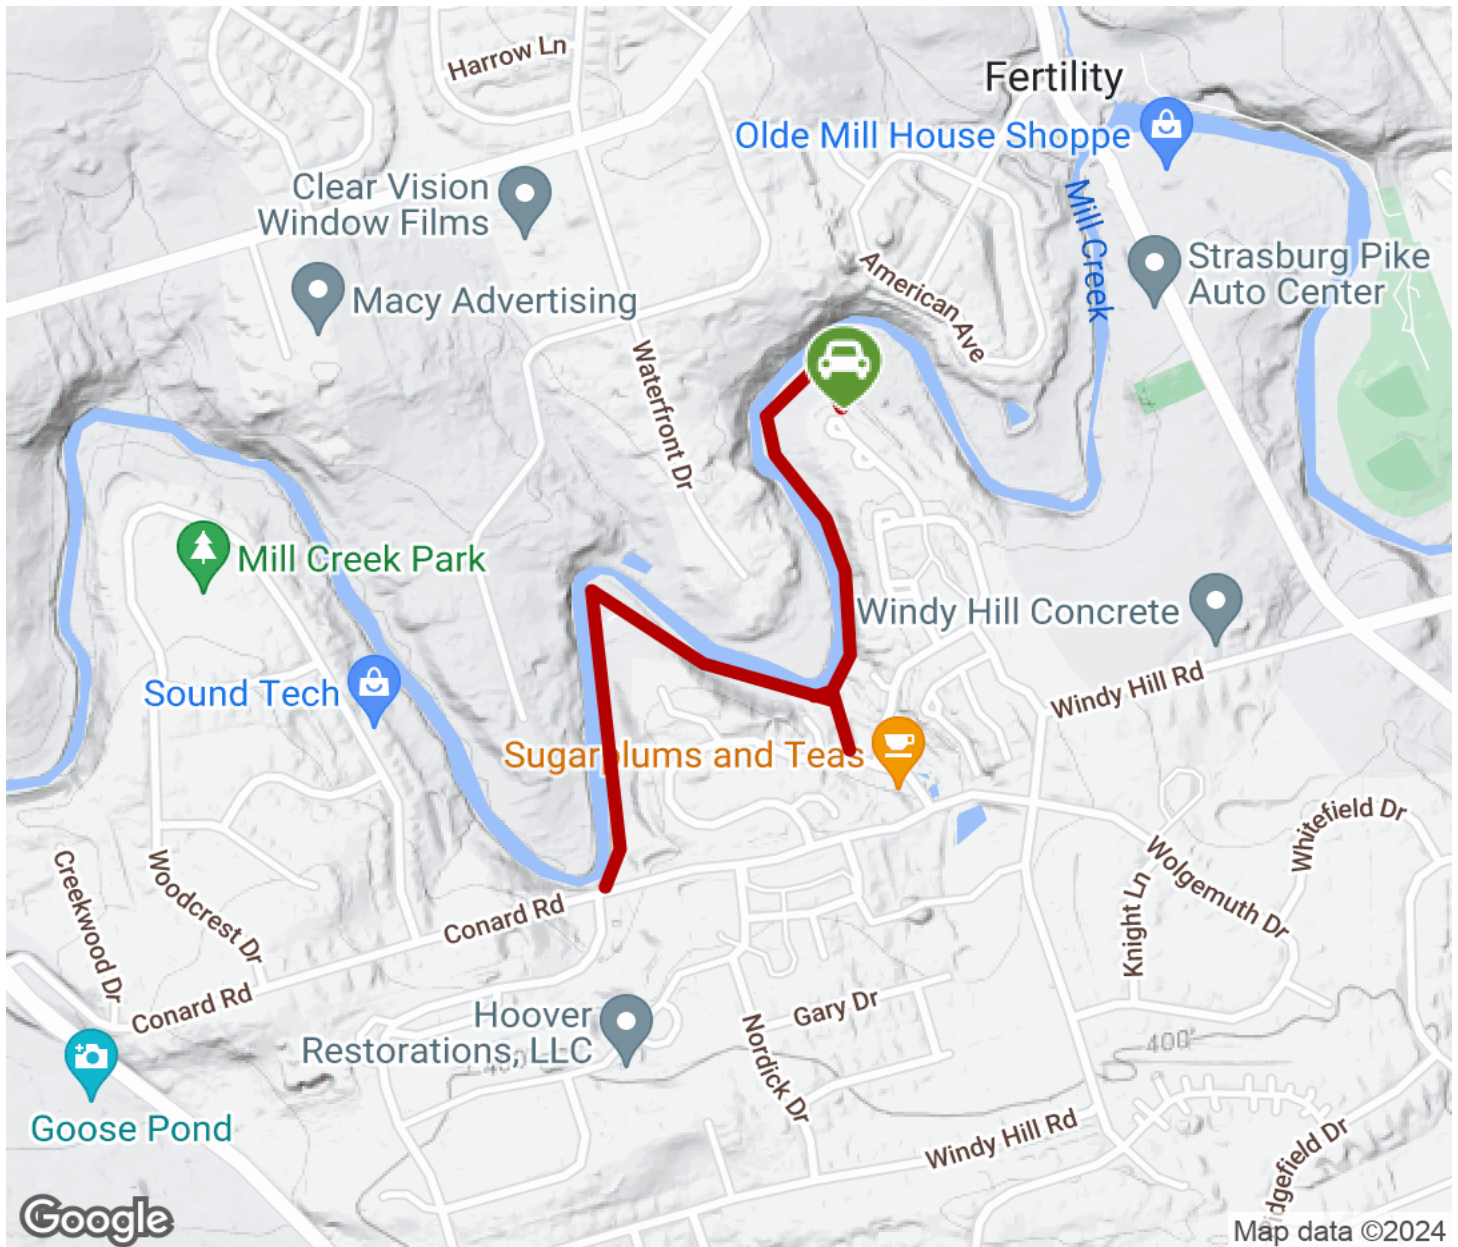 Harrow Ln
Fertility
Olde Mill House Shoppe
Clear Vision
Window Films
Mill Creek
Strasburg Pike
Auto Center
American Ave
Macy Advertising
Waterfront Dr
Mill Creek Park
Windy Hill Concrete
Sound Tech
Windy Hill Rd
Sugarplums and Teas
Whitefield Dr
Wolgemuth Dr
Creekwood Dr
Woodcrest Dr
Knight Ln
Conard Rd
Conard Rd
Hoover
Restorations, LLC
Gary Dr
Nordick Dr
400'
400'
Goose Pond
Windy Hill Rd
Ridgefield Dr
Google
Map data ©2024